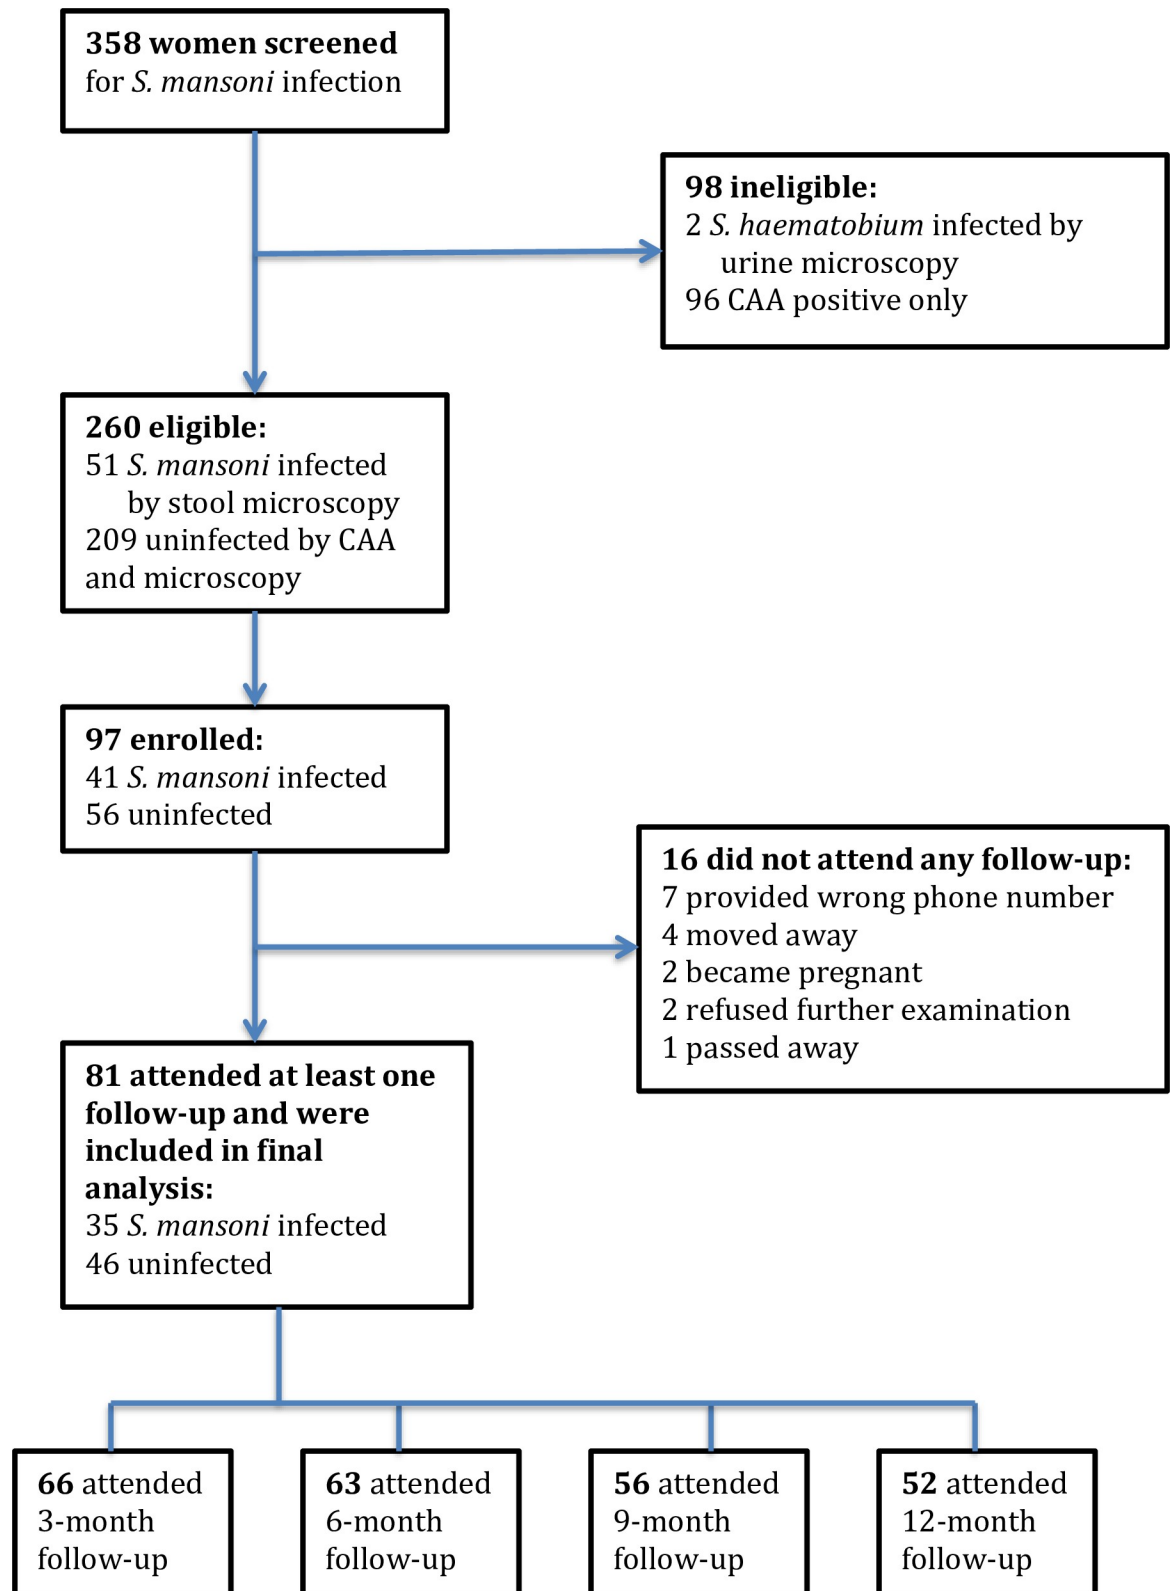 358 women screened
for S. mansoni infection
98 ineligible:
2 S. haematobium infected by
urine microscopy
96 CAA positive only
260 eligible:
51 S. mansoni infected
by stool microscopy
209 uninfected by CAA
and microscopy
97 enrolled:
41 S. mansoni infected
56 uninfected
16 did not attend any follow-up:
7 provided wrong phone number
4 moved away
2 became pregnant
2 refused further examination
1 passed away
81 attended at least one
follow-up and were
included in final
analysis:
35 S. mansoni infected
46 uninfected
66 attended
3-month
follow-up
63 attended
6-month
follow-up
56 attended
9-month
follow-up
52 attended
12-month
follow-up